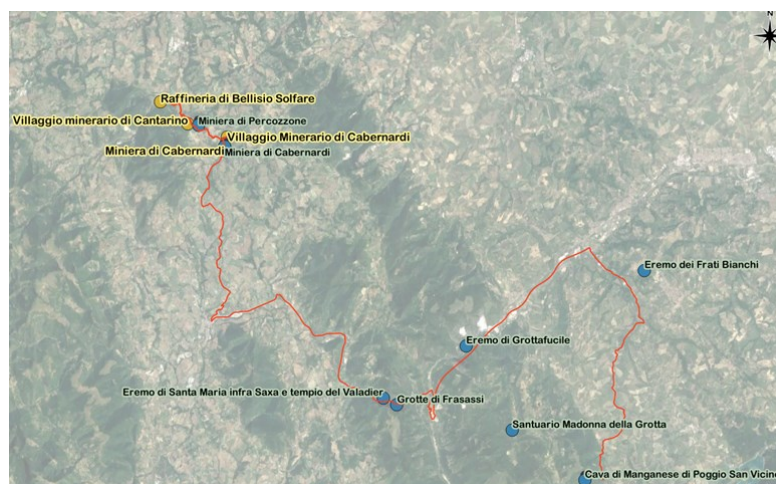 N
Raffineria di Bellisio Solfare
Villaggio minerario di Cantarino
Miniera di Percozzone
Villaggio Minerario di Cabernardi
Miniera di Cabernardi
Miniera di Cabernardi
Eremo dei Frati Bianchi
Eremo di Grottafucile
Eremo di Santa Maria infra Saxa e tempio del Valadier
Grotte di Frasassi
Santuario Madonna della Grotta
Cava di Manganese di Poggio San Vicino